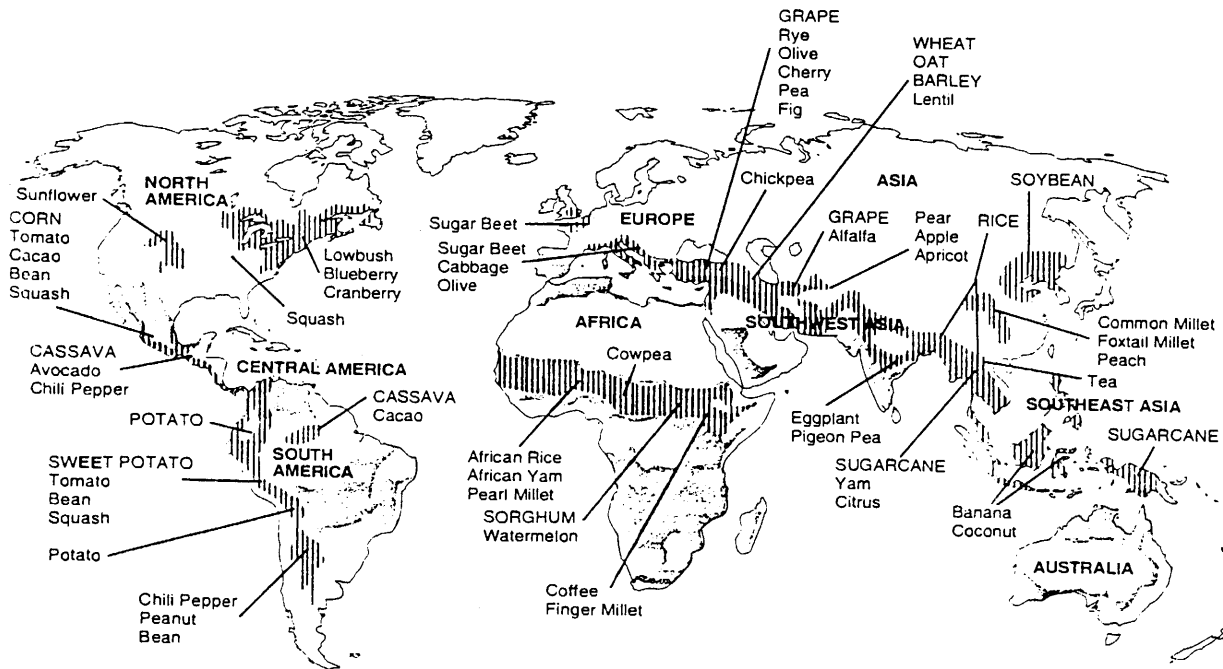 GRAPE
Rye
Olive
Cherry
Pea
Fig
WHEAT
OAT
BARLEY
Lentil
NORTH
AMERICA
Sunflower
CORN
Tomato
Cacao
Bean
Squash
Lowbush
Blueberry
Cranberry
Squash
CASSAVA
Avocado
Chili Pepper
CENTRAL AMERICA
CASSAVA
Cacao
POTATO
SOUTH
AMERICA
SWEET POTATO
Tomato
Bean
Squash
Potato
Chili Pepper
Peanut
Bean
Sugar Beet
EUROPE
Sugar Beet
Cabbage
Olive
Chickpea
ASIA
GRAPE
Alfalfa
Pear
Apple
Apricot
RICE
SOYBEAN
AFRICA
SOUTHWEST ASIA
Cowpea
African Rice
African Yam
Pearl Millet
SORGHUM
Watermelon
Coffee
Finger Millet
Eggplant
Pigeon Pea
SUGARCANE
Yam
Citrus
Common Millet
Foxtail Millet
Peach
Tea
SOUTHEAST ASIA
SUGARCANE
Banana
Coconut
AUSTRALIA